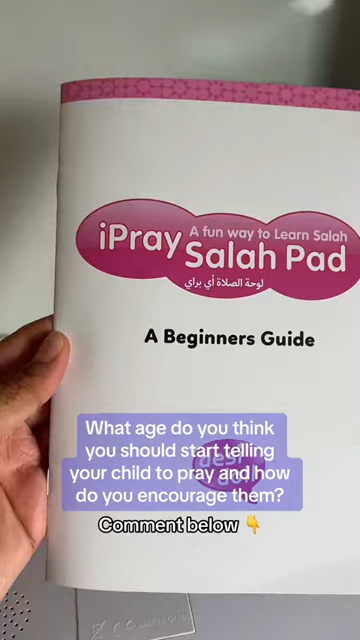 iPray
A fun way to Learn Salah
Salah Pad
لوحة الصلاة أي براي
A Beginners Guide
What age do you think
you should start telling
your child to pray and how
do you encourage them?
Comment below 👇